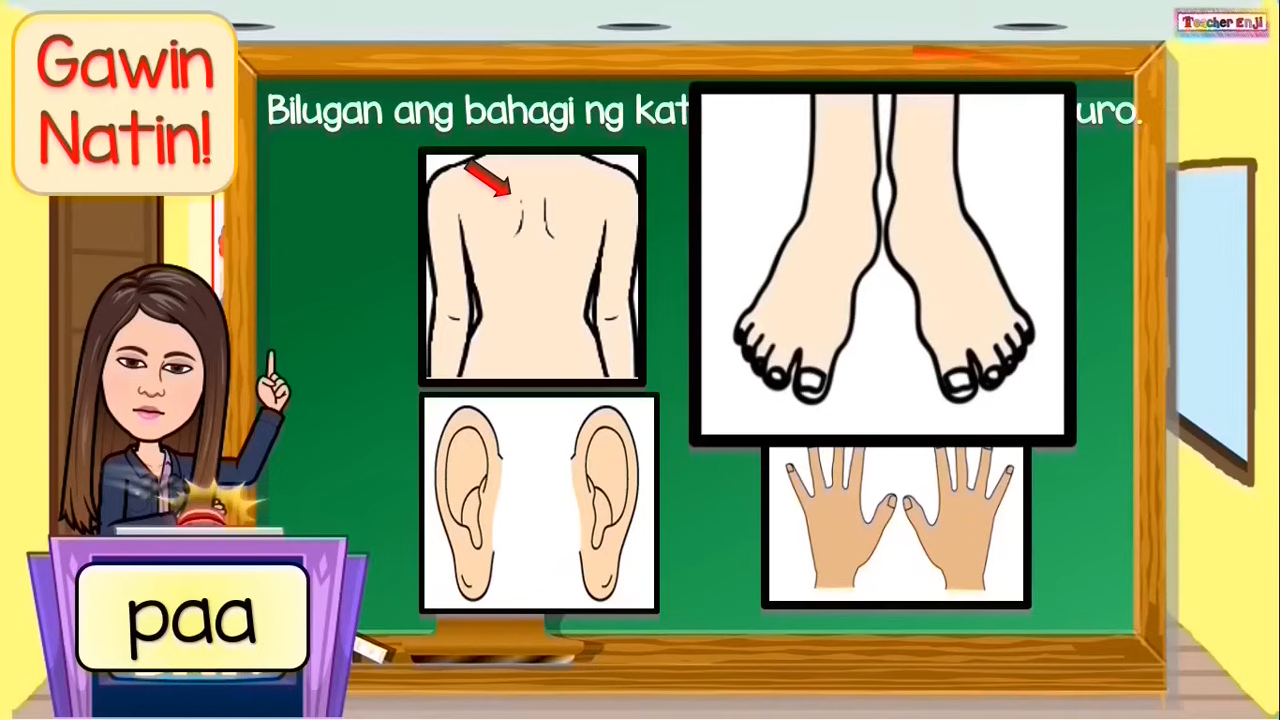 Gawin
Natin!
Teacher Enji
Bilugan ang bahagi ng kat
uro.
paa